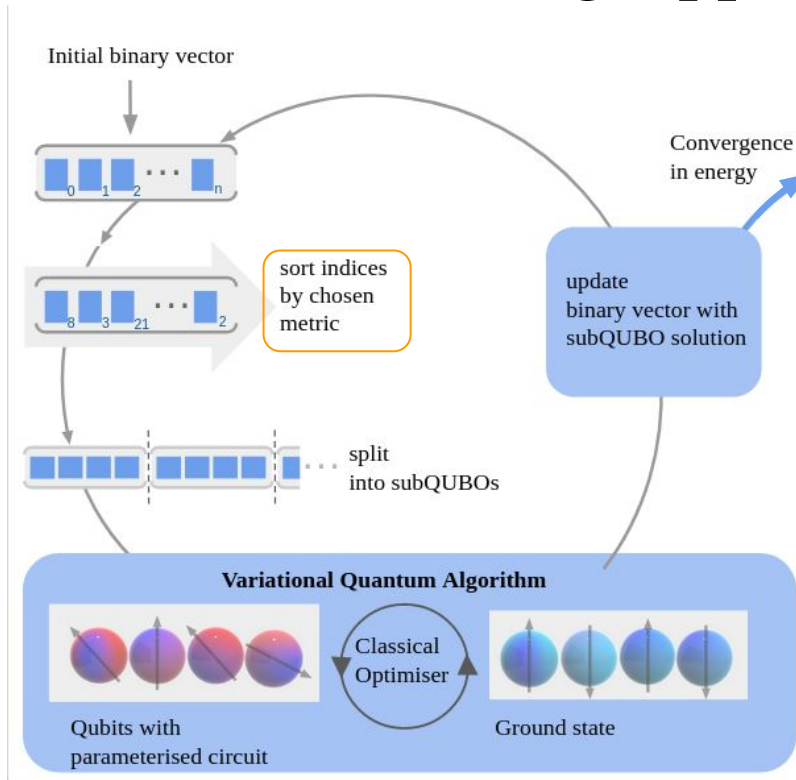 Initial binary vector
0 1 2 ... n
Convergence
in energy
8 3 21 ... 2
sort indices
by chosen
metric
update
binary vector with
subQUBO solution
...
split
into subQUBOs
Variational Quantum Algorithm
Classical
Optimiser
Qubits with
parameterised circuit
Ground state